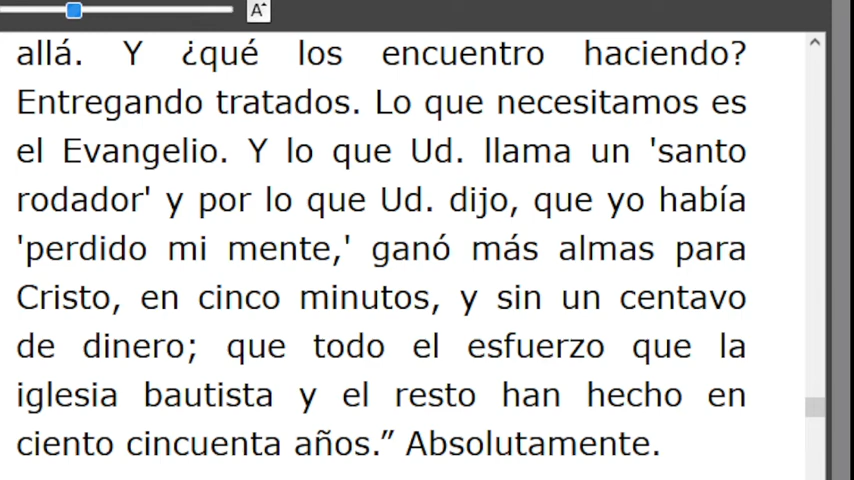 A
allá. Y ¿qué los encuentro haciendo?
Entregando tratados. Lo que necesitamos es
el Evangelio. Y lo que Ud. llama un 'santo
rodador' y por lo que Ud. dijo, que yo había
'perdido mi mente,' ganó más almas para
Cristo, en cinco minutos, y sin un centavo
de dinero; que todo el esfuerzo que la
iglesia bautista y el resto han hecho en
ciento cincuenta años.” Absolutamente.